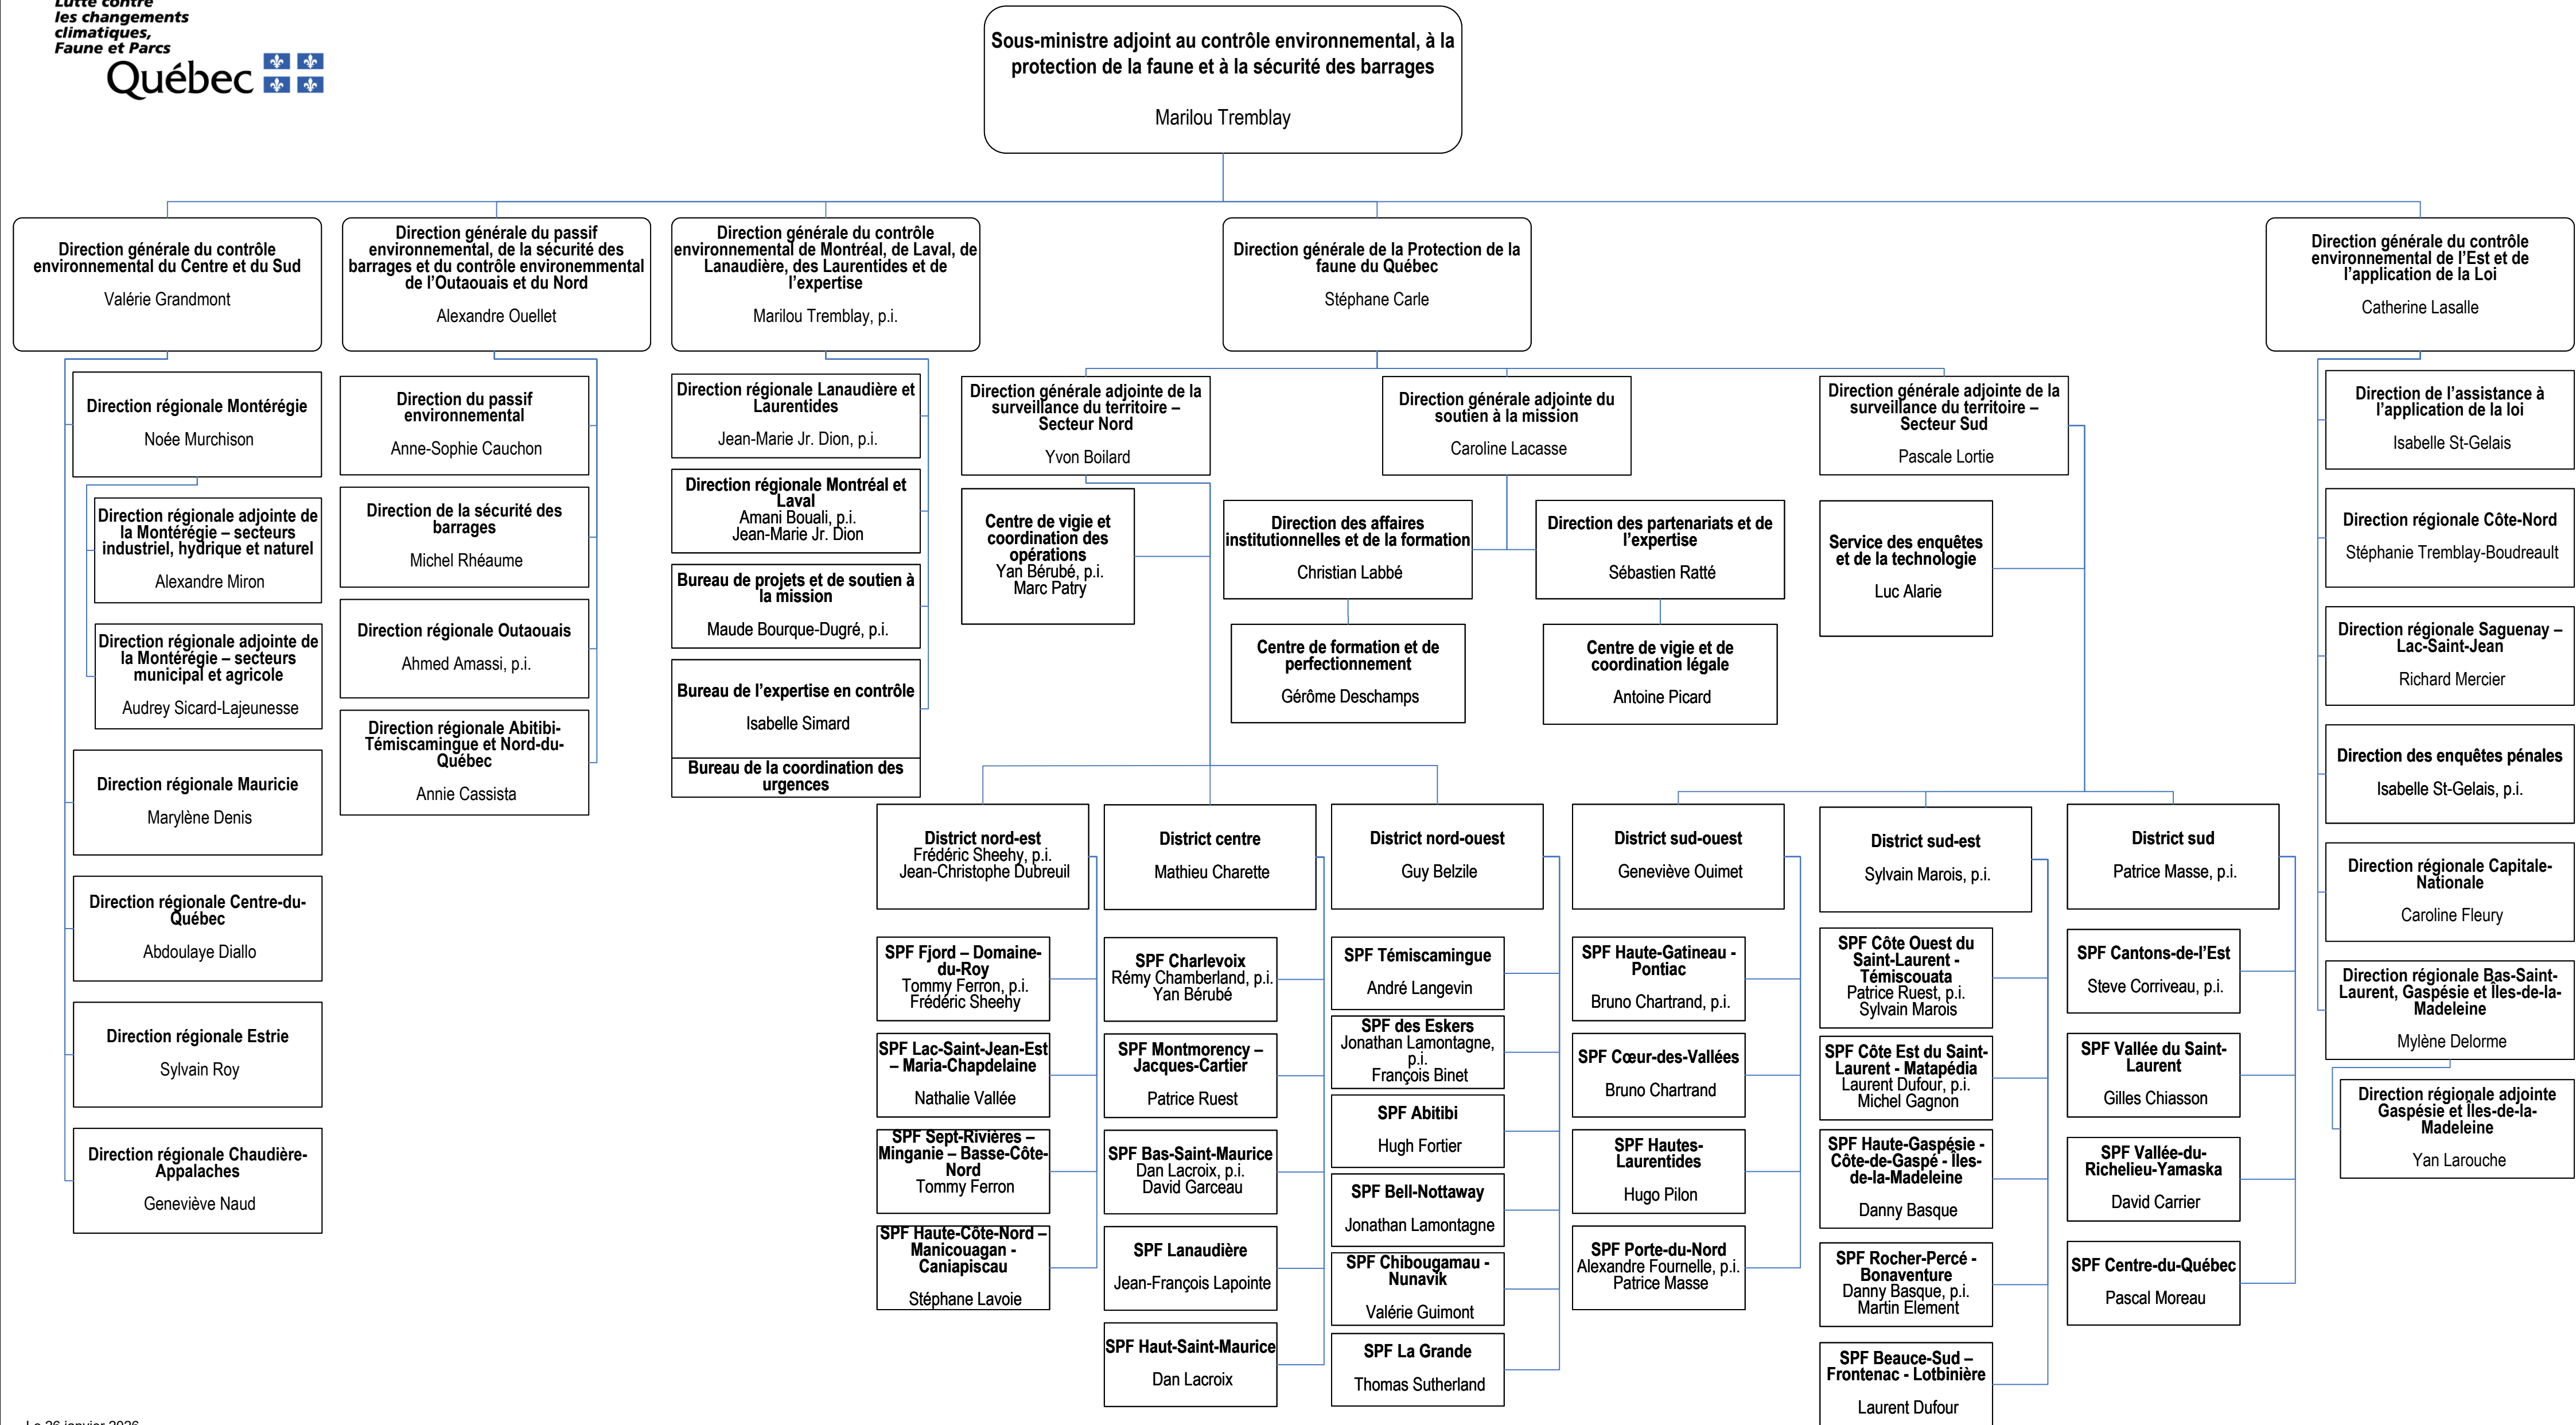 Lutte contre
les changements
climatiques,
Faune et Parcs
Québec
Sous-ministre adjoint au contrôle environnemental, à la
protection de la faune et à la sécurité des barrages
Marilou Tremblay
Direction générale du contrôle
environnemental du Centre et du Sud
Valérie Grandmont
Direction générale du passif
environnemental, de la sécurité des
barrages et du contrôle environemmental
de l’Outaouais et du Nord
Alexandre Ouellet
Direction générale du contrôle
environnemental de Montréal, de Laval, de
Lanaudière, des Laurentides et de
l’expertise
Marilou Tremblay, p.i.
Direction générale de la Protection de la
faune du Québec
Stéphane Carle
Direction générale du contrôle
environnemental de l’Est et de
l’application de la Loi
Catherine Lasalle
Direction régionale Montérégie
Noée Murchison
Direction régionale adjointe de
la Montérégie – secteurs
industriel, hydrique et naturel
Alexandre Miron
Direction régionale adjointe de
la Montérégie – secteurs
municipal et agricole
Audrey Sicard-Lajeunesse
Direction régionale Mauricie
Marylène Denis
Direction régionale Centre-du-
Québec
Abdoulaye Diallo
Direction régionale Estrie
Sylvain Roy
Direction régionale Chaudière-
Appalaches
Geneviève Naud
Direction du passif
environnemental
Anne-Sophie Cauchon
Direction de la sécurité des
barrages
Michel Rhéaume
Direction régionale Outaouais
Ahmed Amassi, p.i.
Direction régionale Abitibi-
Témiscamingue et Nord-du-
Québec
Annie Cassista
Direction régionale Lanaudière et
Laurentides
Jean-Marie Jr. Dion, p.i.
Direction régionale Montréal et
Laval
Amani Bouali, p.i.
Jean-Marie Jr. Dion
Bureau de projets et de soutien à
la mission
Maude Bourque-Dugré, p.i.
Bureau de l’expertise en contrôle
Isabelle Simard
Bureau de la coordination des
urgences
Direction générale adjointe de la
surveillance du territoire –
Secteur Nord
Yvon Boilard
Centre de vigie et
coordination des
opérations
Yan Bérubé, p.i.
Marc Patry
Direction générale adjointe du
soutien à la mission
Caroline Lacasse
Direction des affaires
institutionnelles et de la formation
Christian Labbé
Direction des partenariats et de
l’expertise
Sébastien Ratté
Centre de formation et de
perfectionnement
Gérôme Deschamps
Centre de vigie et de
coordination légale
Antoine Picard
Direction générale adjointe de la
surveillance du territoire –
Secteur Sud
Pascale Lortie
Service des enquêtes
et de la technologie
Luc Alarie
District nord-est
Frédéric Sheehy, p.i.
Jean-Christophe Dubreuil
SPF Fjord – Domaine-
du-Roy
Tommy Ferron, p.i.
Frédéric Sheehy
SPF Lac-Saint-Jean-Est
– Maria-Chapdelaine
Nathalie Vallée
SPF Sept-Rivières –
Minganie – Basse-Côte-
Nord
Tommy Ferron
SPF Haute-Côte-Nord –
Manicouagan -
Caniapiscau
Stéphane Lavoie
District centre
Mathieu Charette
SPF Charlevoix
Rémy Chamberland, p.i.
Yan Bérubé
SPF Montmorency –
Jacques-Cartier
Patrice Ruest
SPF Bas-Saint-Maurice
Dan Lacroix, p.i.
David Garceau
SPF Lanaudière
Jean-François Lapointe
SPF Haut-Saint-Maurice
Dan Lacroix
District nord-ouest
Guy Belzile
SPF Témiscamingue
André Langevin
SPF des Eskers
Jonathan Lamontagne,
p.i.
François Binet
SPF Abitibi
Hugh Fortier
SPF Bell-Nottaway
Jonathan Lamontagne
SPF Chibougamau -
Nunavik
Valérie Guimont
SPF La Grande
Thomas Sutherland
District sud-ouest
Geneviève Ouimet
SPF Haute-Gatineau -
Pontiac
Bruno Chartrand, p.i.
SPF Cœur-des-Vallées
Bruno Chartrand
SPF Hautes-
Laurentides
Hugo Pilon
SPF Porte-du-Nord
Alexandre Fournelle, p.i.
Patrice Masse
District sud-est
Sylvain Marois, p.i.
SPF Côte Ouest du
Saint-Laurent -
Témiscouata
Patrice Ruest, p.i.
Sylvain Marois
SPF Côte Est du Saint-
Laurent - Matapédia
Laurent Dufour, p.i.
Michel Gagnon
SPF Haute-Gaspésie -
Côte-de-Gaspé - Îles-
de-la-Madeleine
Danny Basque
SPF Rocher-Percé -
Bonaventure
Danny Basque, p.i.
Martin Element
SPF Beauce-Sud –
Frontenac - Lotbinière
Laurent Dufour
District sud
Patrice Masse, p.i.
SPF Cantons-de-l’Est
Steve Corriveau, p.i.
SPF Vallée du Saint-
Laurent
Gilles Chiasson
SPF Vallée-du-
Richelieu-Yamaska
David Carrier
SPF Centre-du-Québec
Pascal Moreau
Direction de l’assistance à
l’application de la loi
Isabelle St-Gelais
Direction régionale Côte-Nord
Stéphanie Tremblay-Boudreault
Direction régionale Saguenay –
Lac-Saint-Jean
Richard Mercier
Direction des enquêtes pénales
Isabelle St-Gelais, p.i.
Direction régionale Capitale-
Nationale
Caroline Fleury
Direction régionale Bas-Saint-
Laurent, Gaspésie et Îles-de-la-
Madeleine
Mylène Delorme
Direction régionale adjointe
Gaspésie et Îles-de-la-
Madeleine
Yan Larouche
Le 26 janvier 2026